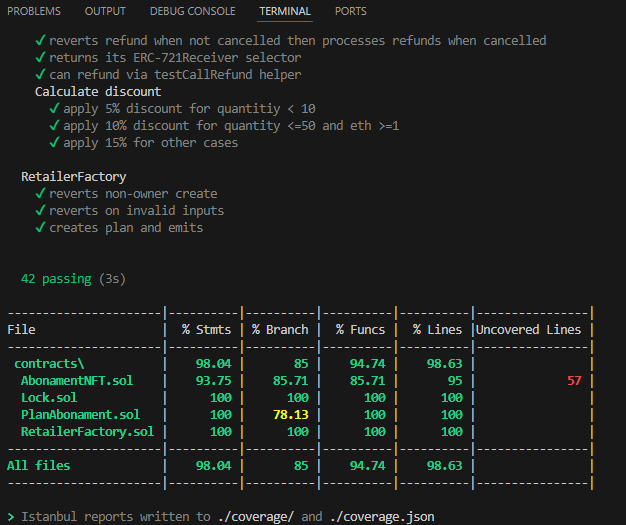 PROBLEMS OUTPUT DEBUG CONSOLE TERMINAL PORTS
✓ reverts refund when not cancelled then processes refunds when cancelled
✓ returns its ERC-721Receiver selector
✓ can refund via testCallRefund helper
Calculate discount
✓ apply 5% discount for quantitiy < 10
✓ apply 10% discount for quantity <=50 and eth >=1
✓ apply 15% for other cases
RetailerFactory
✓ reverts non-owner create
✓ reverts on invalid inputs
✓ creates plan and emits
42 passing (3s)
---------------------|----------|----------|----------|----------|----------------|
File | % Stmts | % Branch | % Funcs | % Lines |Uncovered Lines |
---------------------|----------|----------|----------|----------|----------------|
contracts\ | 98.04 | 85 | 94.74 | 98.63 | |
AbonamentNFT.sol | 93.75 | 85.71 | 85.71 | 95 | 57 |
Lock.sol | 100 | 100 | 100 | 100 | |
PlanAbonament.sol | 100 | 78.13 | 100 | 100 | |
RetailerFactory.sol | 100 | 100 | 100 | 100 | |
---------------------|----------|----------|----------|----------|----------------|
All files | 98.04 | 85 | 94.74 | 98.63 | |
---------------------|----------|----------|----------|----------|----------------|
> Istanbul reports written to ./coverage/ and ./coverage.json